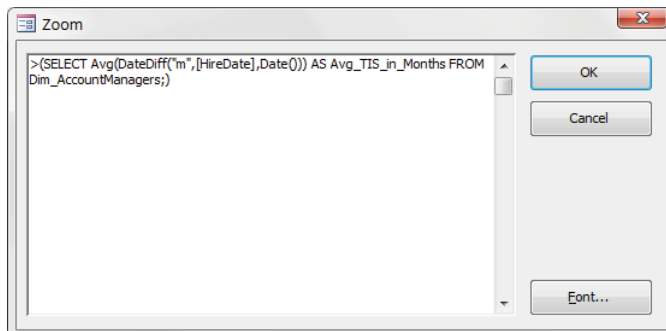 Zoom
>(SELECT Avg(DateDiff("m",[HireDate],Date())) AS Avg_TIS_in_Months FROM
Dim_AccountManagers;)
OK
Cancel
Font...